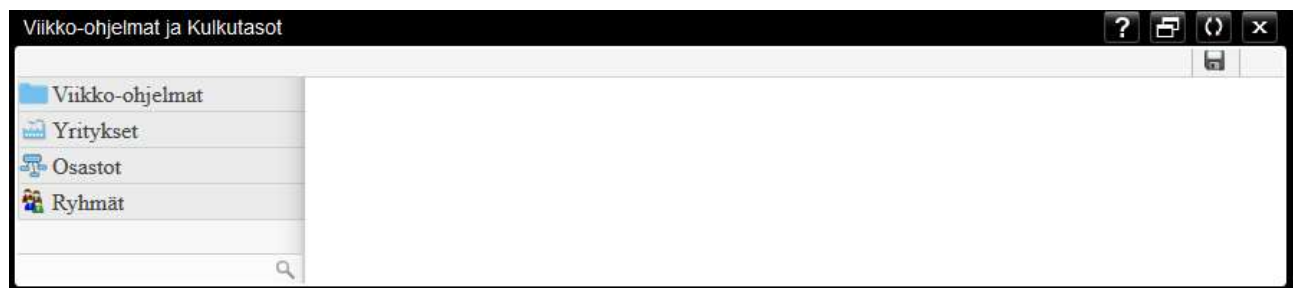 Viikko-ohjelmat ja Kulkutasot ?
Viikko-ohjelmat
Yritykset
Osastot
Ryhmät